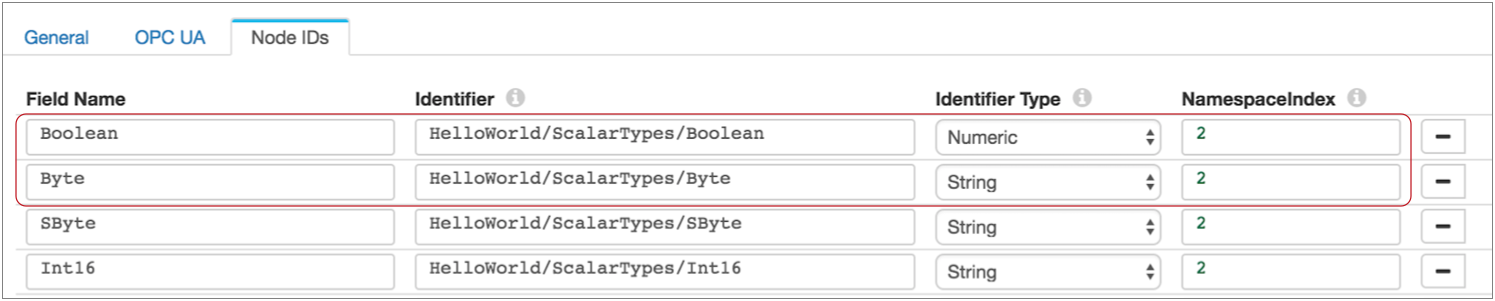 General OPC UA Node IDs
Field Name Identifier Identifier Type NamespaceIndex
Boolean HelloWorld/ScalarTypes/Boolean Numeric 2
Byte HelloWorld/ScalarTypes/Byte String 2
SByte HelloWorld/ScalarTypes/SByte String 2
Int16 HelloWorld/ScalarTypes/Int16 String 2